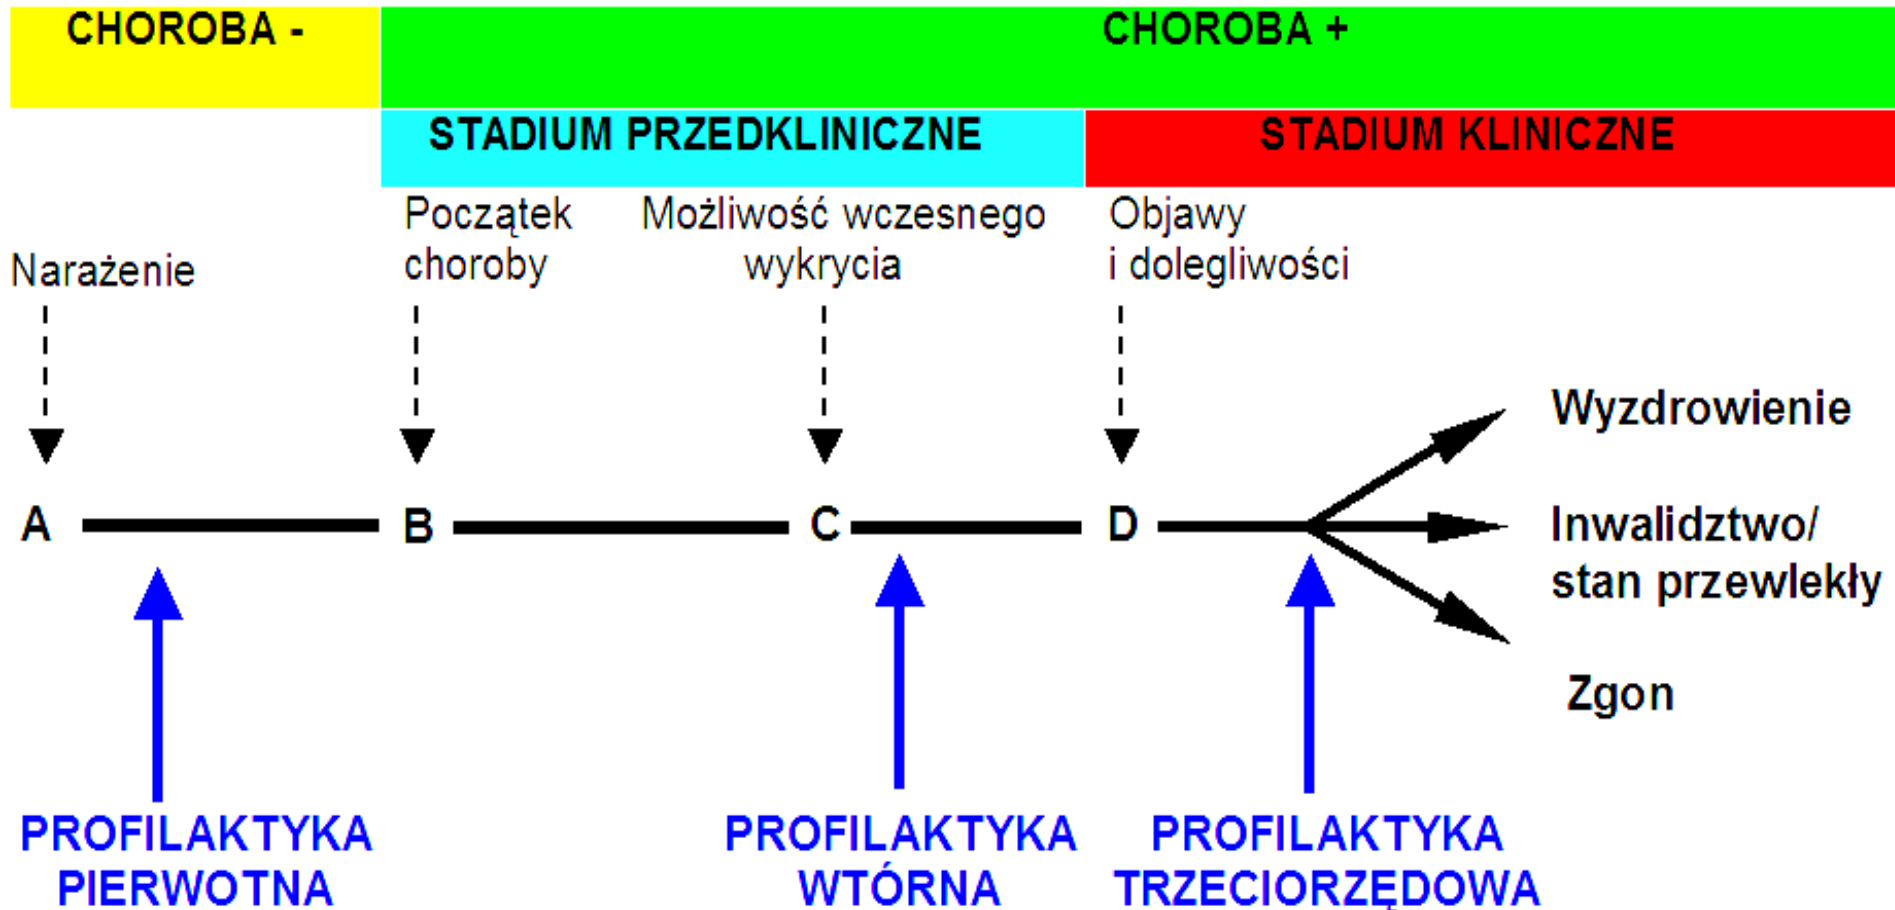 CHOROBA -
CHOROBA +
STADIUM PRZEDKLINICZNE
STADIUM KLINICZNE
Narażenie
Początek
choroby
Możliwość wczesnego
wykrycia
Objawy
i dolegliwości
A
B
C
D
Wyzdrowienie
Inwalidztwo/
stan przewlekły
Zgon
PROFILAKTYKA
PIERWOTNA
PROFILAKTYKA
WTÓRNA
PROFILAKTYKA
TRZECIORZĘDOWA